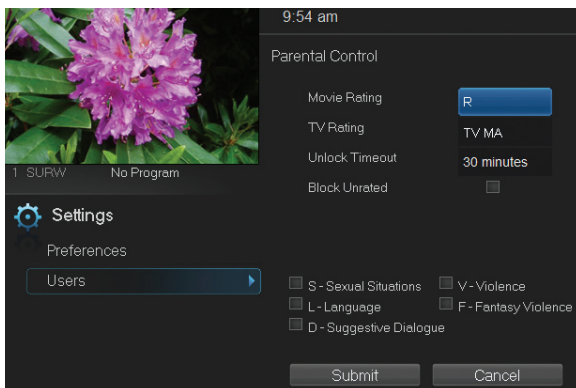 9:54 am
Parental Control
Movie Rating R
TV Rating TV MA
Unlock Timeout 30 minutes
Block Unrated
1 SURW No Program
Settings
Preferences
Users
S - Sexual Situations V - Violence
L - Language F - Fantasy Violence
D - Suggestive Dialogue
Submit Cancel